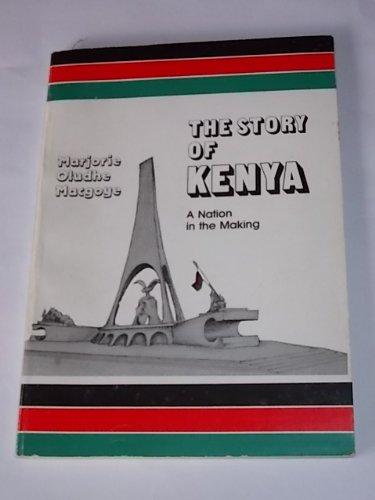 THE STORY
OF
KENYA
A Nation
in the Making
Marjorie
Oludhe
Macgoye